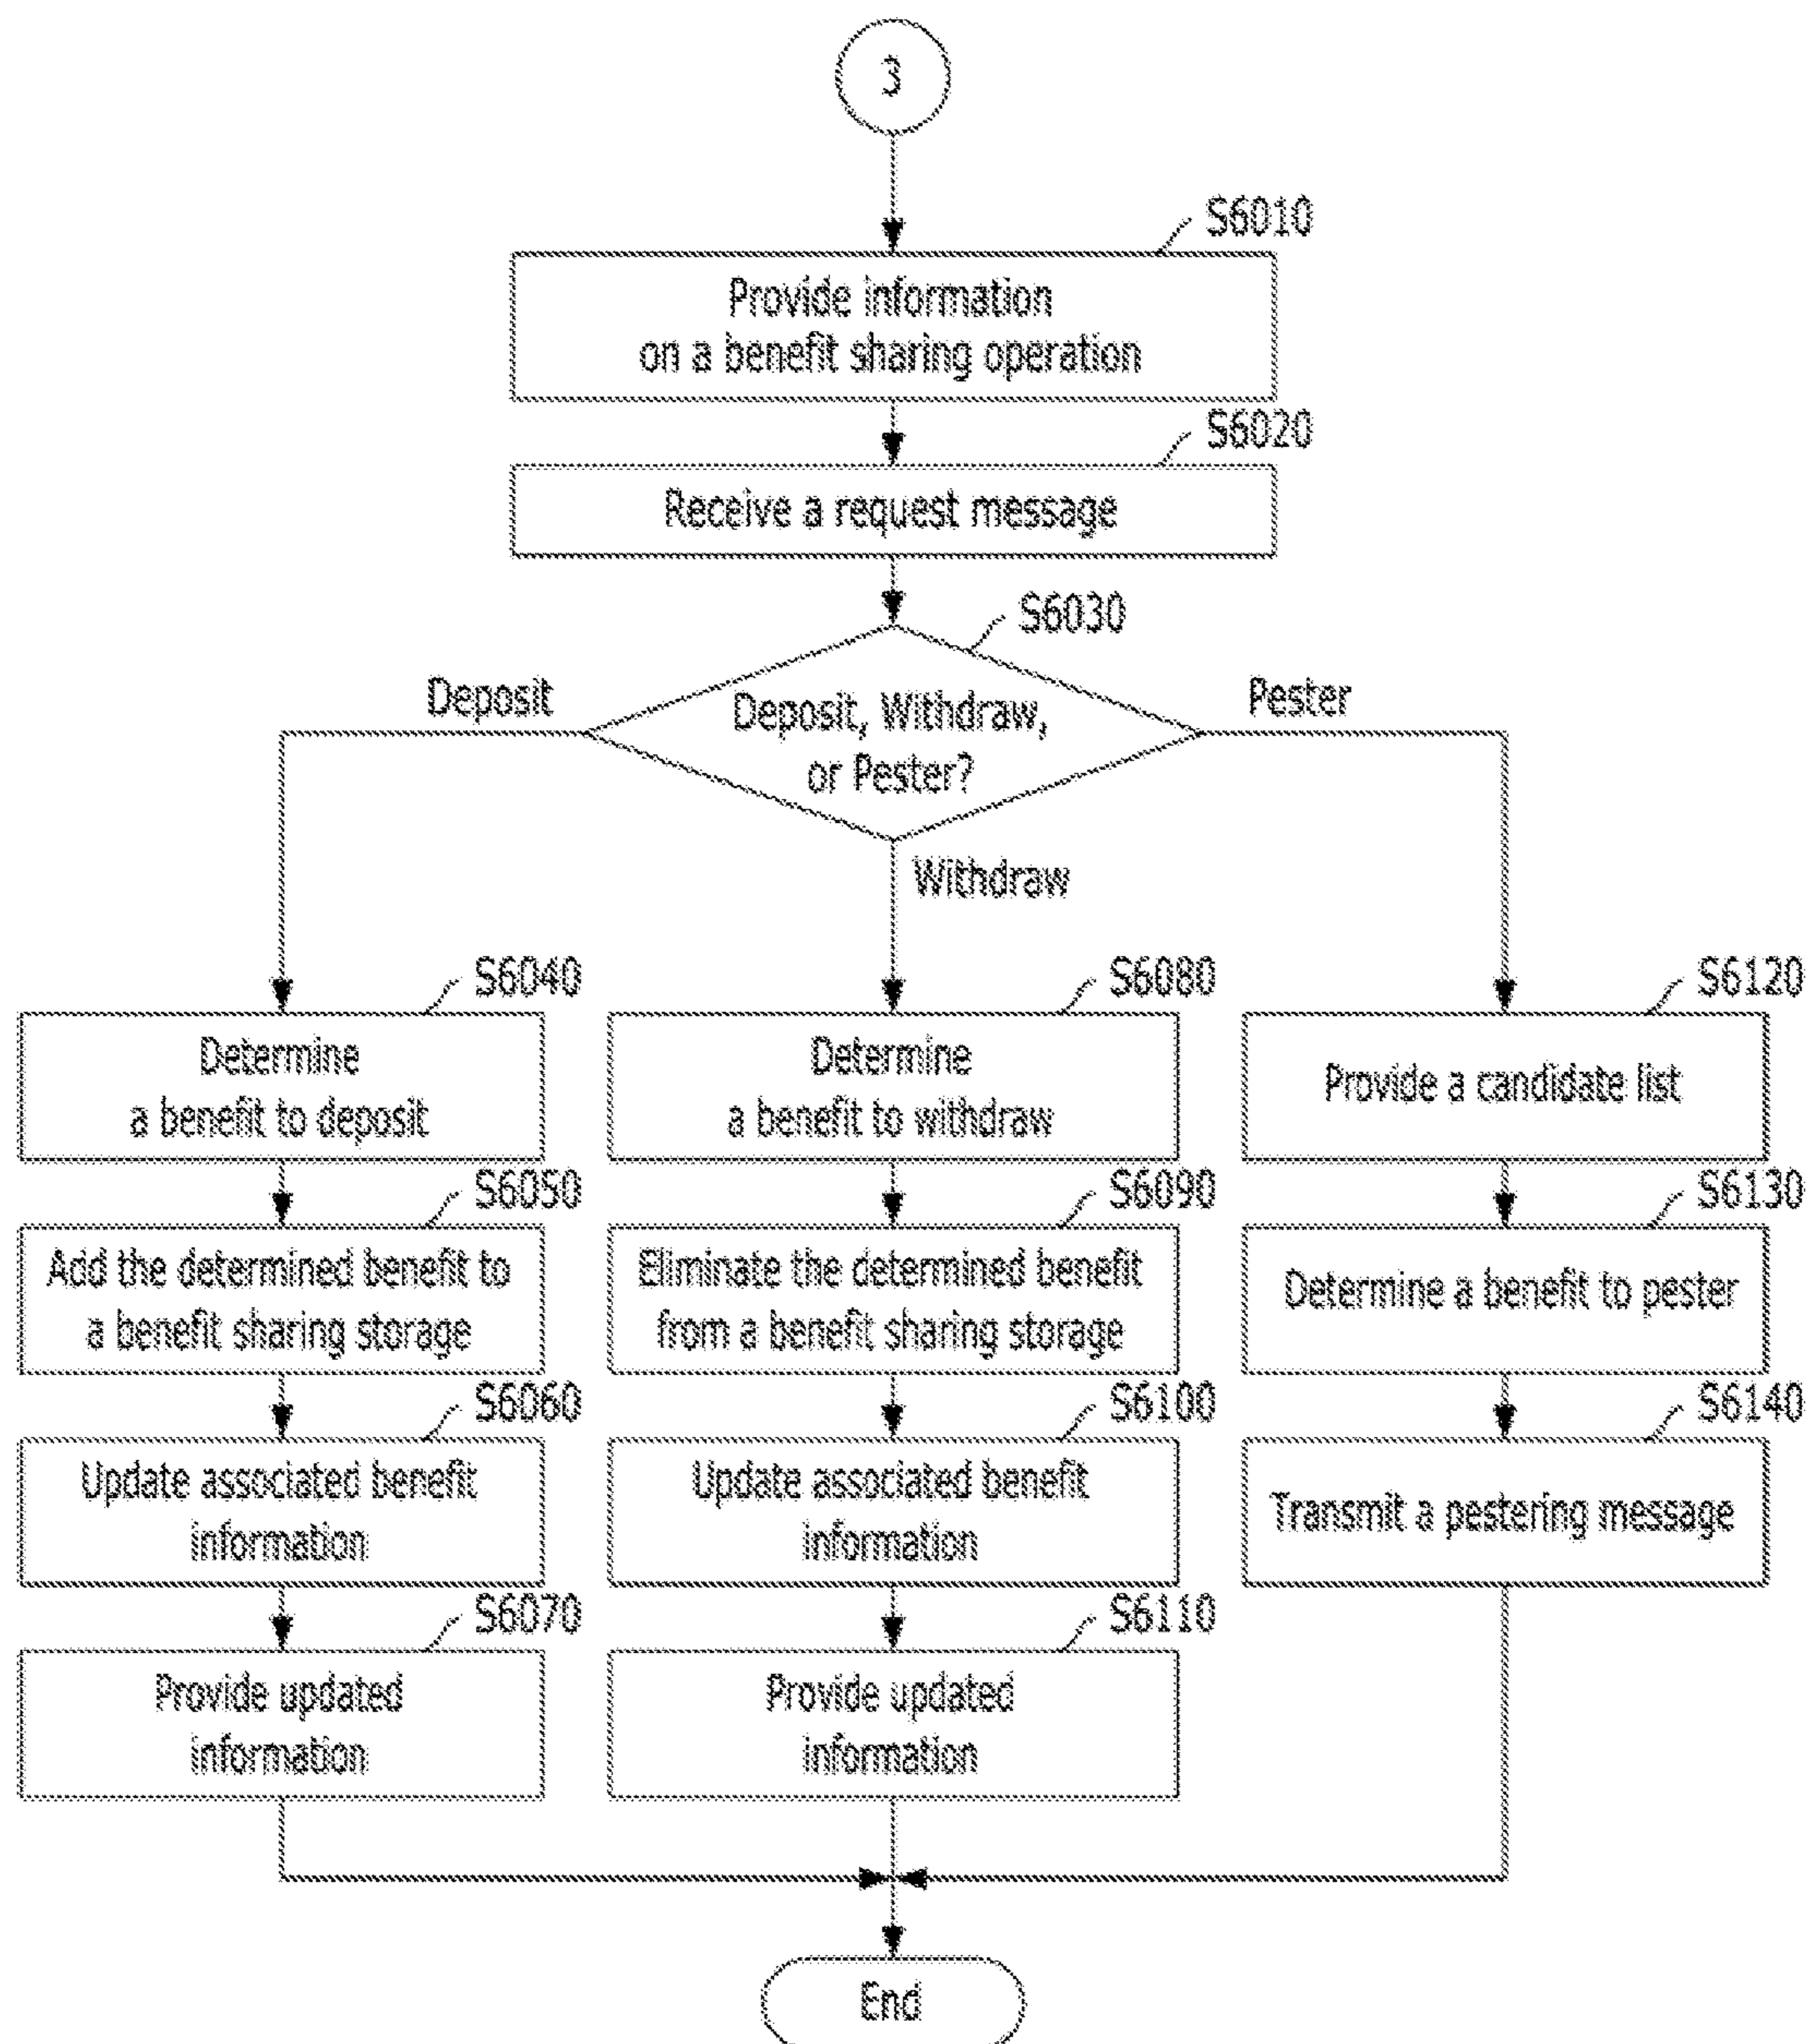 3
S6010
Provide information
on a benefit sharing operation
S6020
Receive a request message
S6030
Deposit
Deposit, Withdraw,
or Pester?
Pester
Withdraw
S6040
Determine
a benefit to deposit
S6050
Add the determined benefit to
a benefit sharing storage
S6060
Update associated benefit
information
S6070
Provide updated
information
S6080
Determine
a benefit to withdraw
S6090
Eliminate the determined benefit
from a benefit sharing storage
S6100
Update associated benefit
information
S6110
Provide updated
information
S6120
Provide a candidate list
S6130
Determine a benefit to pester
S6140
Transmit a pestering message
End